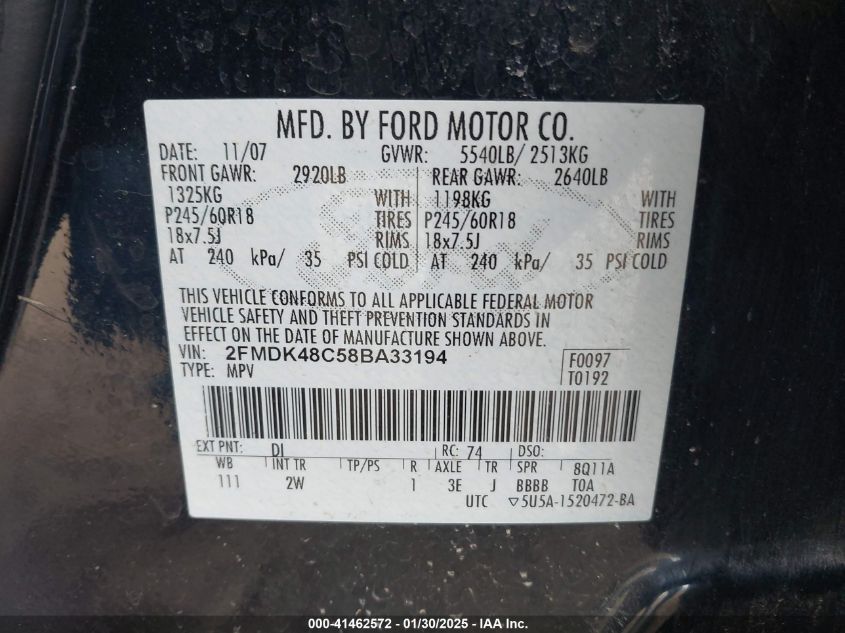 MFD. BY FORD MOTOR CO.
DATE: 11/07 GVWR: 5540LB/ 2513KG
FRONT GAWR: 2920LB REAR GAWR: 2640LB
1325KG WITH 1198KG WITH
P245/60R18 TIRES P245/60R18 TIRES
18x7.5J RIMS 18x7.5J RIMS
AT 240 kPa/ 35 PSI COLD AT 240 kPa/ 35 PSI COLD
THIS VEHICLE CONFORMS TO ALL APPLICABLE FEDERAL MOTOR
VEHICLE SAFETY AND THEFT PREVENTION STANDARDS IN
EFFECT ON THE DATE OF MANUFACTURE SHOWN ABOVE.
VIN: 2FMDK48C58BA33194 F0097
TYPE: MPV T0192
EXT PNT: DI RC: 74 DSO:
WB INT TR TP/PS R AXLE TR SPR 8Q11A
111 2W 1 3E J BBBB T0A
UTC ▽5U5A-1520472-BA
000-41462572 - 01/30/2025 - IAA Inc.